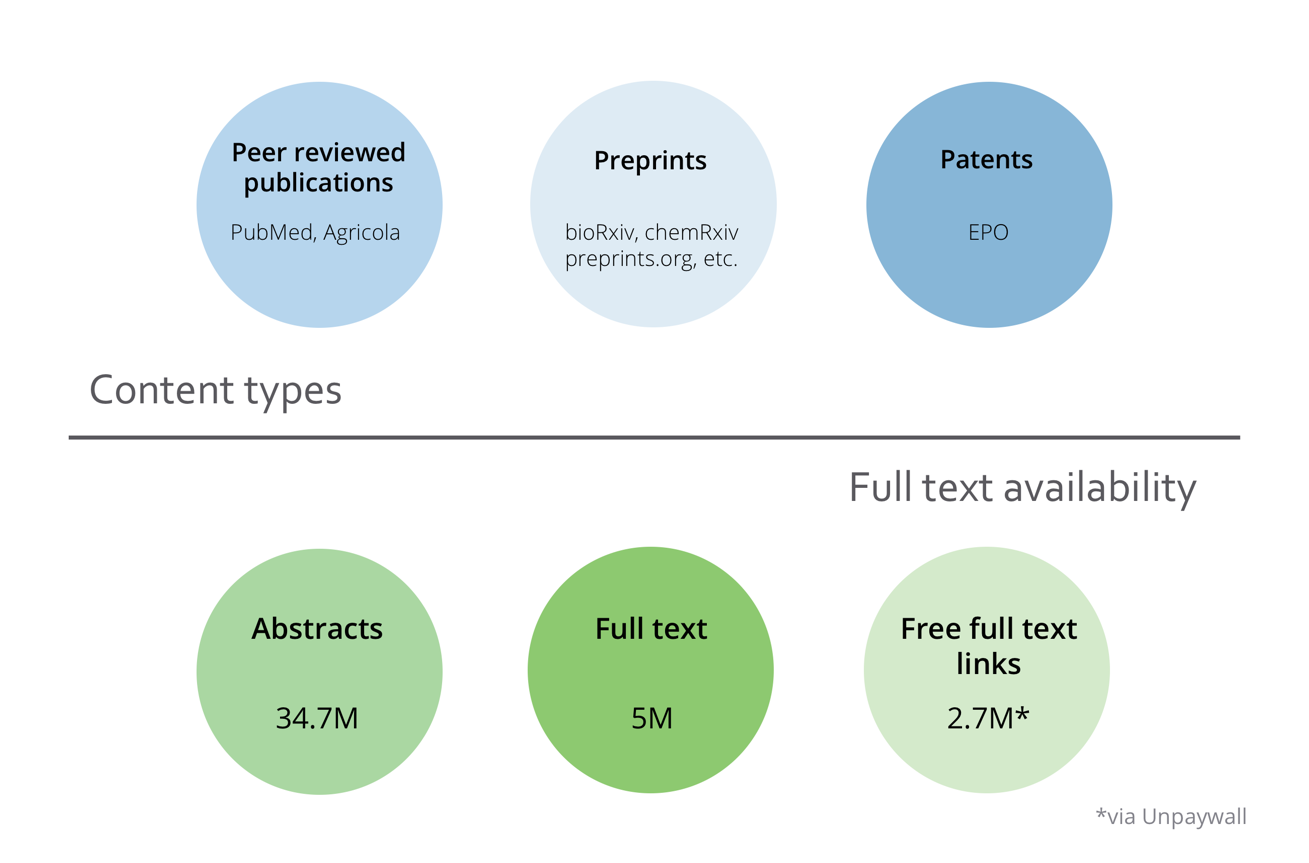 Peer reviewed
publications
PubMed, Agricola
Preprints
bioRxiv, chemRxiv
preprints.org, etc.
Patents
EPO
Content types
Full text availability
Abstracts
34.7M
Full text
5M
Free full text
links
2.7M*
*via Unpaywall